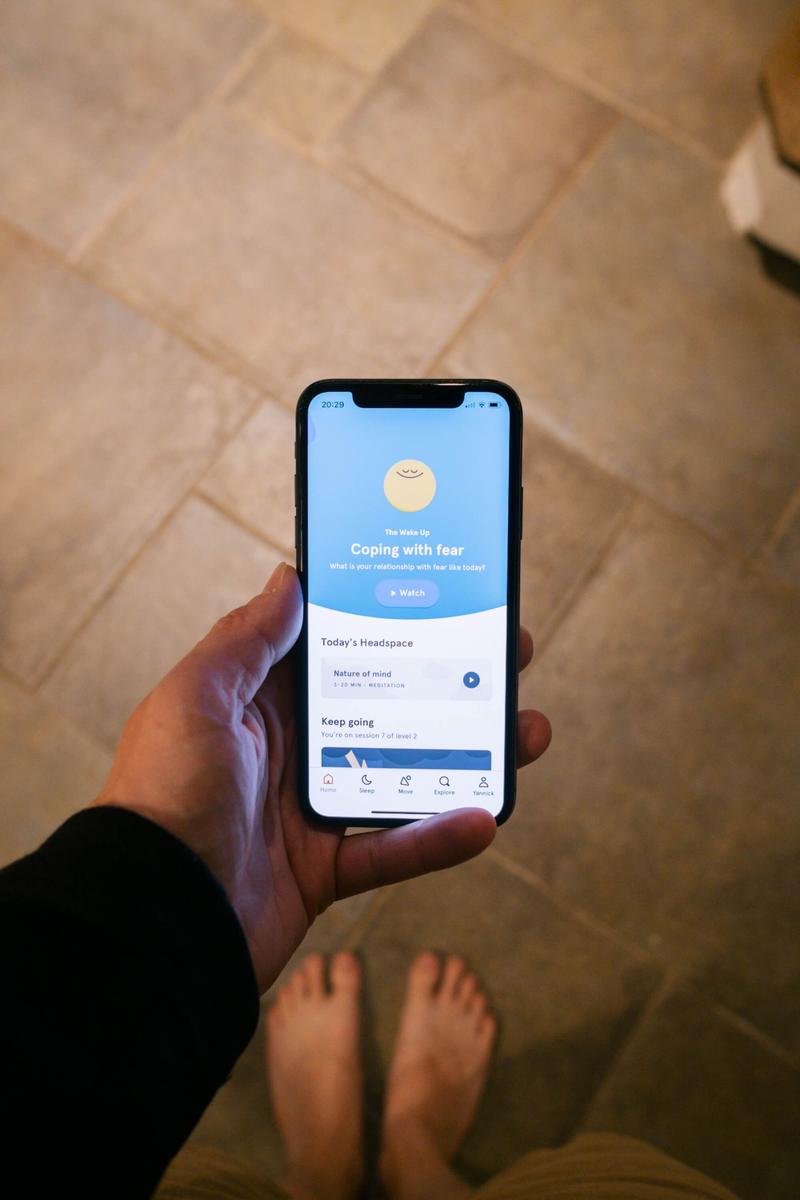 20:29
The Wake Up
Coping with fear
What is your relationship with fear like today?
Watch
Today's Headspace
Nature of mind
5-20 MIN · MEDITATION
Keep going
You're on session 7 of level 2
Home Sleep Move Explore Yannick